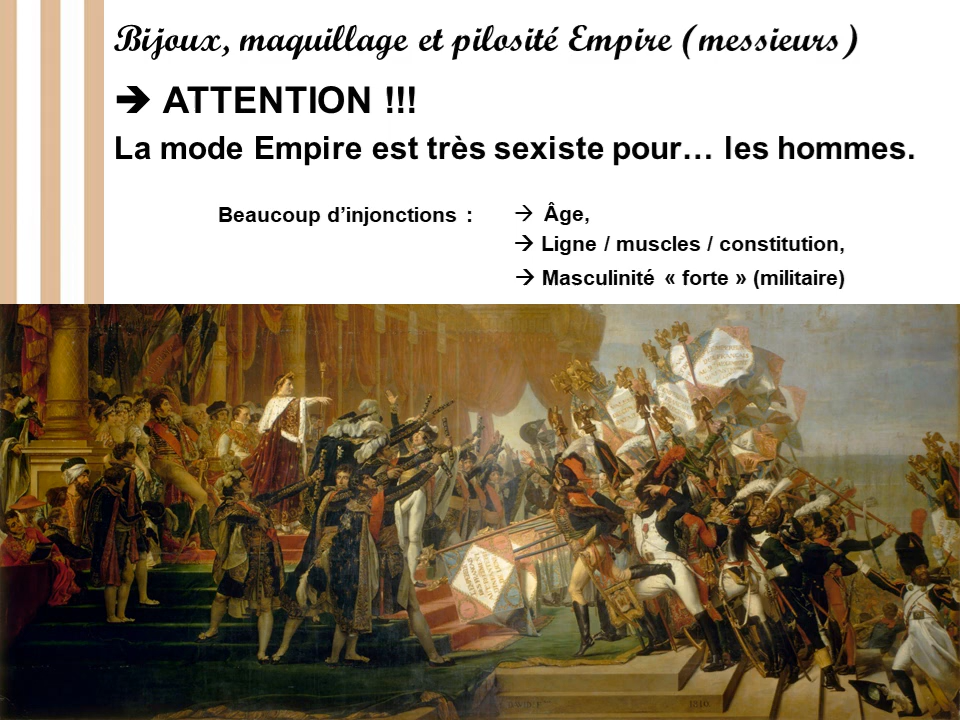 Bijoux, maquillage et pilosité Empire (messieurs)
➔ ATTENTION !!!
La mode Empire est très sexiste pour… les hommes.
Beaucoup d’injonctions :
→ Âge,
➔ Ligne / muscles / constitution,
➔ Masculinité « forte » (militaire)
1810.